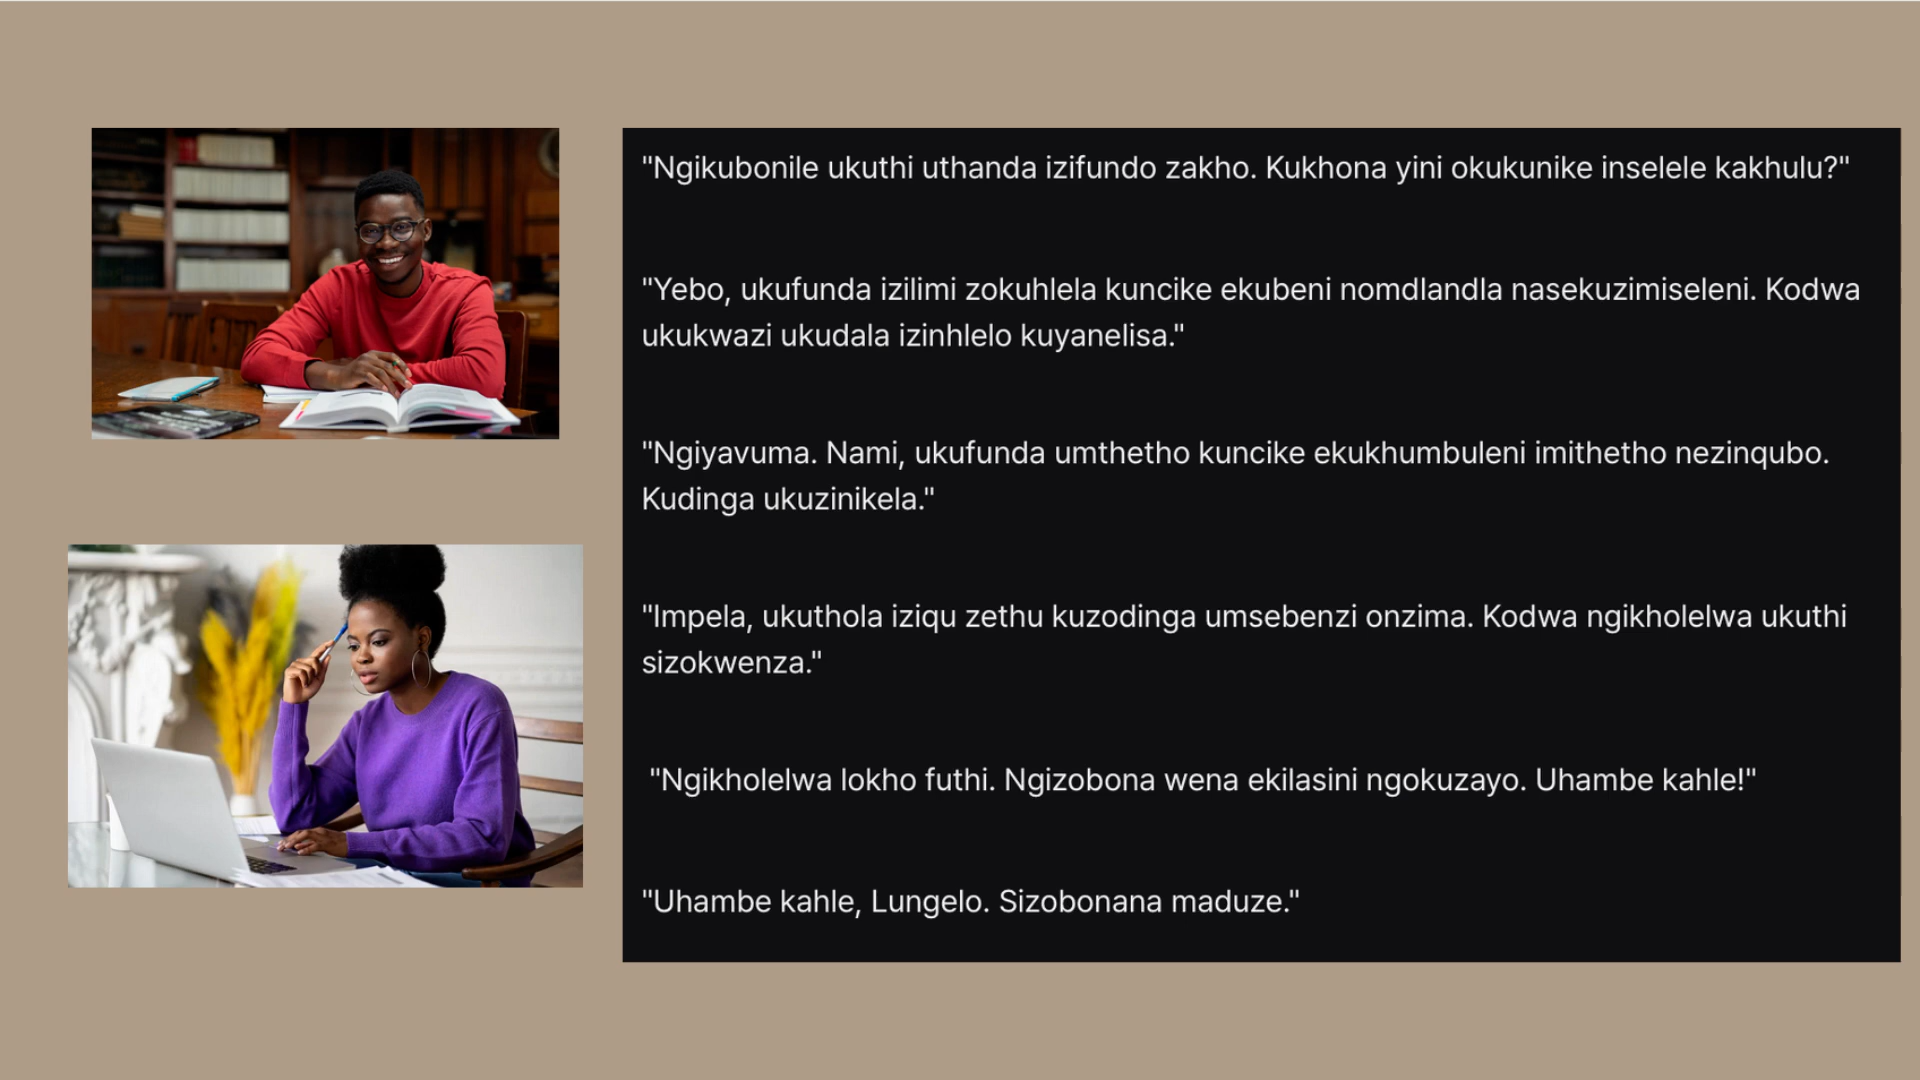 "Ngikubonile ukuthi uthanda izifundo zakho. Kukhona yini okukunike inselele kakhulu?"
"Yebo, ukufunda izilimi zokuhlela kuncike ekubeni nomdlandla nasekuzimiseleni. Kodwa
ukukwazi ukudala izinhlelo kuyanelisa."
"Ngiyavuma. Nami, ukufunda umthetho kuncike ekukhumbuleni imithetho nezinqubo.
Kudinga ukuzinikela."
"Impela, ukuthola iziqu zethu kuzodinga umsebenzi onzima. Kodwa ngikholelwa ukuthi
sizokwenza."
"Ngikholelwa lokho futhi. Ngizobona wena ekilasini ngokuzayo. Uhambe kahle!"
"Uhambe kahle, Lungelo. Sizobonana maduze."